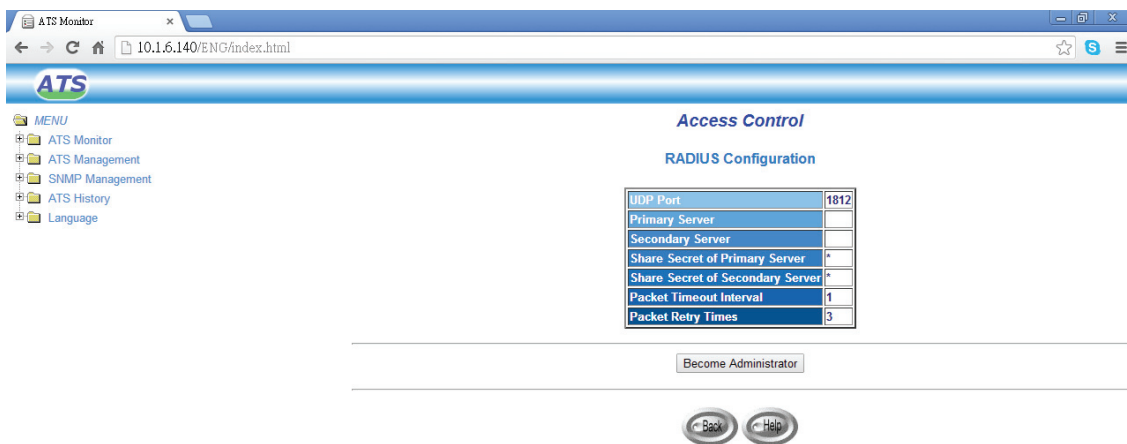 ATS Monitor
10.1.6.140/ENG/index.html
S
ATS
MENU
ATS Monitor
ATS Management
SNMP Management
ATS History
Language
Access Control
RADIUS Configuration
UDP Port 1812
Primary Server
Secondary Server
Share Secret of Primary Server *
Share Secret of Secondary Server *
Packet Timeout Interval 1
Packet Retry Times 3
Become Administrator
Back Help